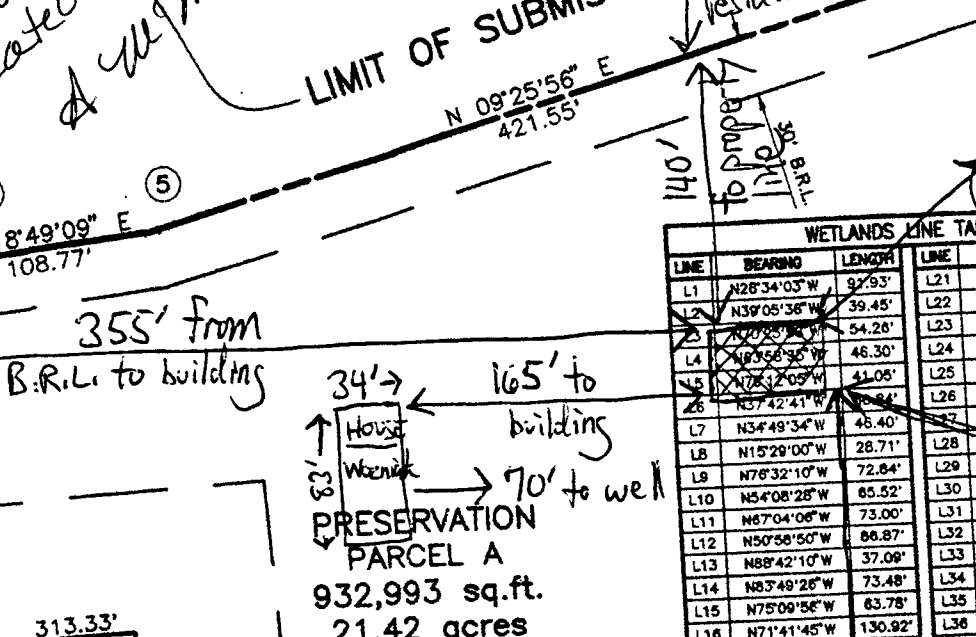 LIMIT OF
N 09°25'56" E
421.55'
5
8°49'09" E
108.77'
140'
30' B.R.L.
355' from
B.R.L. to building
34'
165' to
building
83'
House
70' to well
PRESERVATION
PARCEL A
932,993 sq.ft.
21.42 acres
313.33'
WETLANDS LINE
LINE BEARING LENGTH LINE
L1 N28°34'03"W 97.93' L21
L2 N39°05'36"W 39.45' L22
54.26' L23
L4 46.30' L24
L5 N78°12'05"W 41.05' L25
L6 N37°42'41"W L26
L7 N34°49'34"W 46.40'
L8 N15°29'00"W 28.71' L28
L9 N76°32'10"W 72.64' L29
L10 N54°08'28"W 65.52' L30
L11 N67°04'06"W 73.00' L31
L12 N50°58'50"W 86.87' L32
L13 N88°42'10"W 37.09' L33
L14 N83°49'26"W 73.48' L34
L15 N75°09'56"W 63.78' L35
L16 N71°41'45"W 130.92' L36